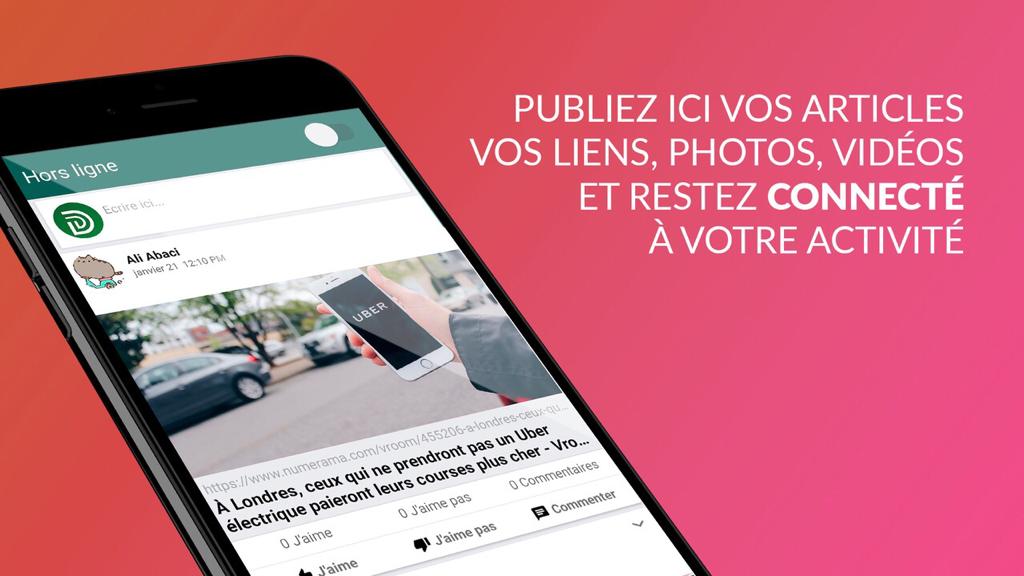 PUBLIEZ ICI VOS ARTICLES
VOS LIENS, PHOTOS, VIDÉOS
ET RESTEZ CONNECTÉ
À VOTRE ACTIVITÉ
Hors ligne
Ecrire ici...
Ali Abaci
janvier 21 12:10 PM
UBER
https://www.numerama.com/vroom/455206-a-londres-ceux-qu...
À Londres, ceux qui ne prendront pas un Uber
électrique paieront leurs courses plus cher - Vro...
0 J'aime
0 J'aime pas
0 Commentaires
J'aime
J'aime pas
Commenter